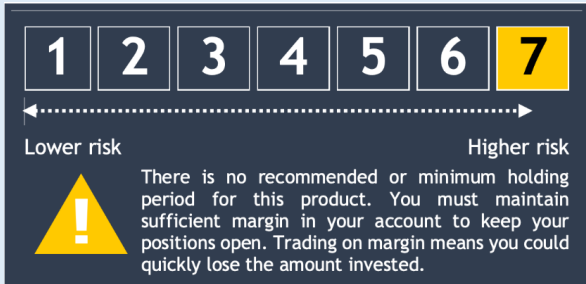 1 2 3 4 5 6 7
Lower risk Higher risk
There is no recommended or minimum holding
period for this product. You must maintain
sufficient margin in your account to keep your
positions open. Trading on margin means you could
quickly lose the amount invested.
!